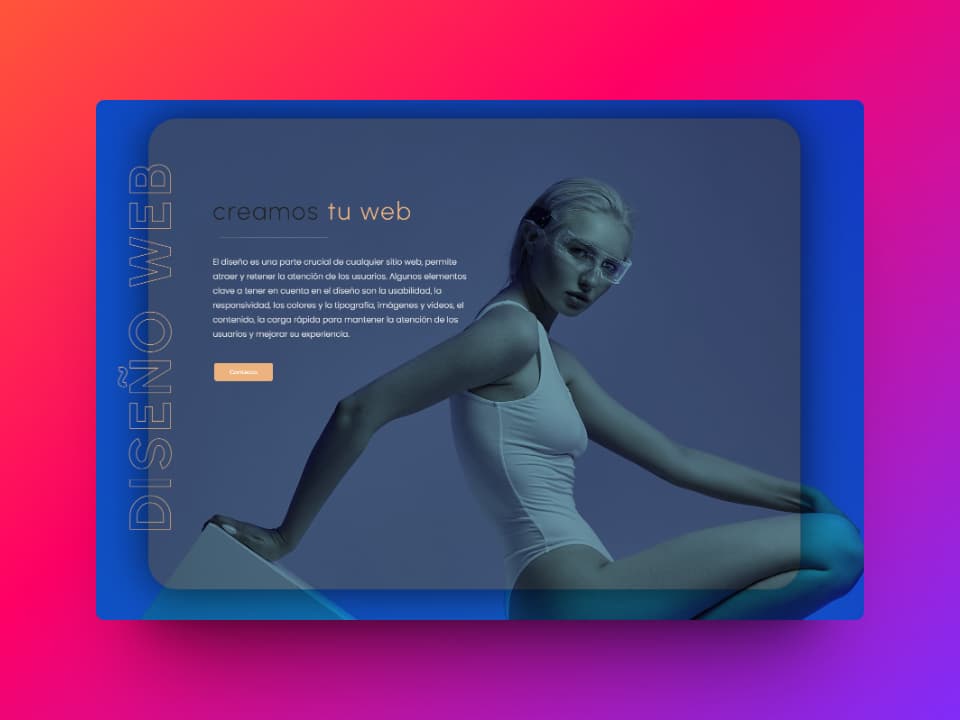 DISEÑO WEB
creamos tu web
El diseño es una parte crucial de cualquier sitio web, permite
atraer y retener la atención de los usuarios. Algunos elementos
clave a tener en cuenta en el diseño son la usabilidad, la
responsividad, los colores y la tipografía, imágenes y videos, el
contenido, la carga rápida para mantener la atención de los
usuarios y mejorar su experiencia.
Contacto